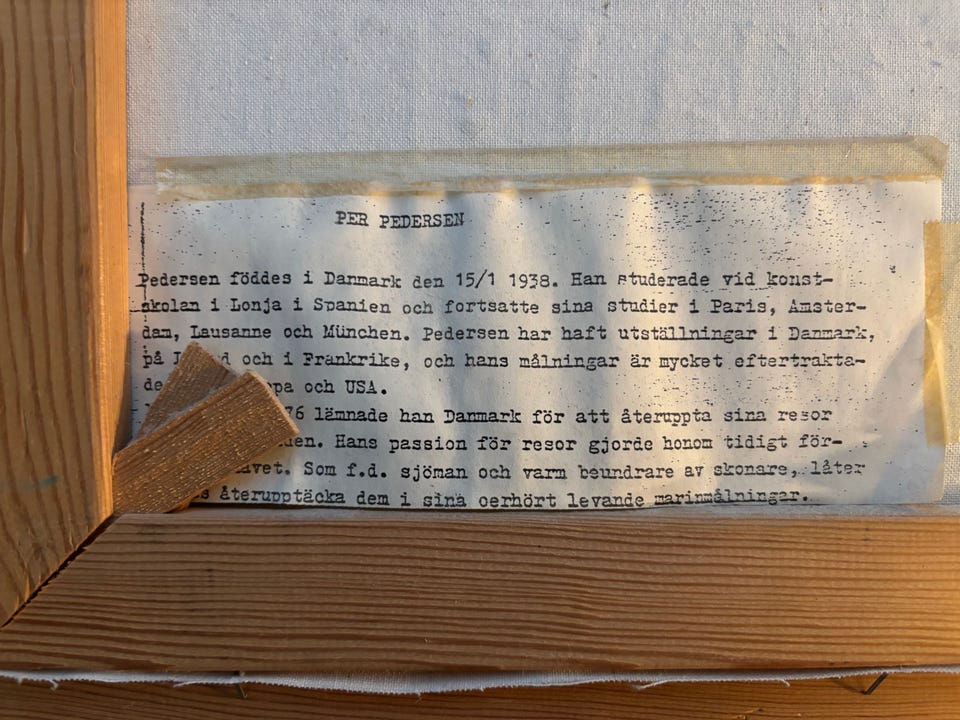 PER PEDERSEN
Pedersen föddes i Danmark den 15/1 1938. Han studerade vid konst-
skolan i Lonja i Spanien och fortsatte sina studier i Paris, Amster-
dam, Lausanne och München. Pedersen har haft utställningar i Danmark,
på och i Frankrike, och hans målningar är mycket eftertrakta-
de och USA.
lämnade han Danmark för att återuppta sina resor
Hans passion för resor gjorde honom tidigt för-
Som f.d. sjöman och varm beundrare av skonare, låter
återupptäcka dem i sina oerhört levande marinmålningar.